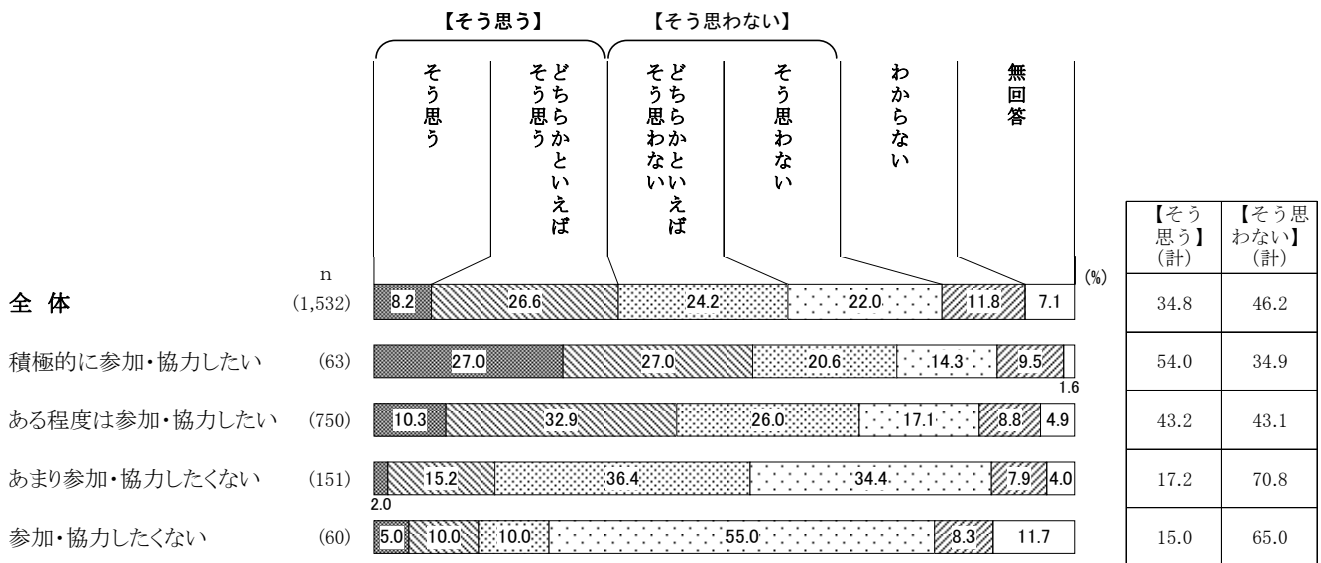 【そう思う】
【そう思わない】
そう思う
どちらかといえば
そう思う
どちらかといえば
そう思わない
そう思わない
わからない
無回答
【そう
思う】
(計)
【そう思
わない】
(計)
n
(%)
全 体 (1,532) 8.2 26.6 24.2 22.0 11.8 7.1 34.8 46.2
積極的に参加・協力したい (63) 27.0 27.0 20.6 14.3 9.5 54.0 34.9
1.6
ある程度は参加・協力したい (750) 10.3 32.9 26.0 17.1 8.8 4.9 43.2 43.1
あまり参加・協力したくない (151) 15.2 36.4 34.4 7.9 4.0 17.2 70.8
2.0
参加・協力したくない (60) 5.0 10.0 10.0 55.0 8.3 11.7 15.0 65.0